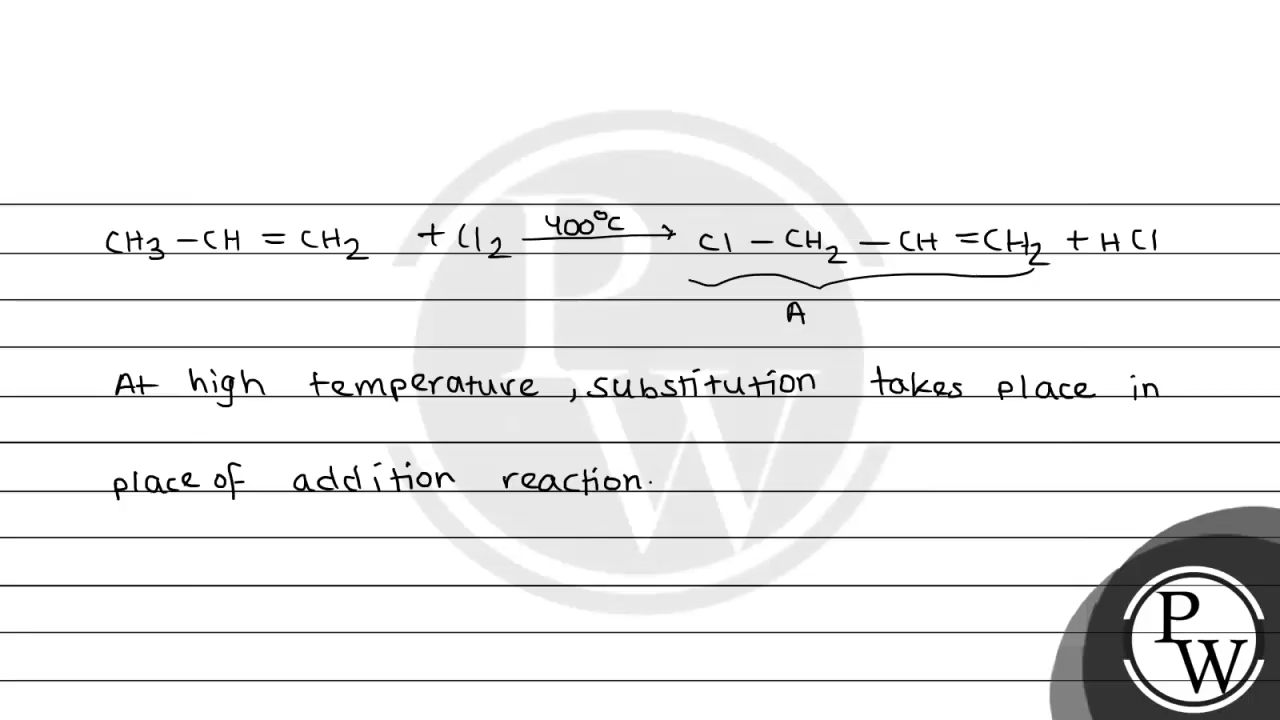 CH3 – CH = CH2 + Cl2 400°C → Cl – CH2 – CH = CH2 + HCl
A
At high temperature, substitution takes place in
place of addition reaction.
P
W
P
W